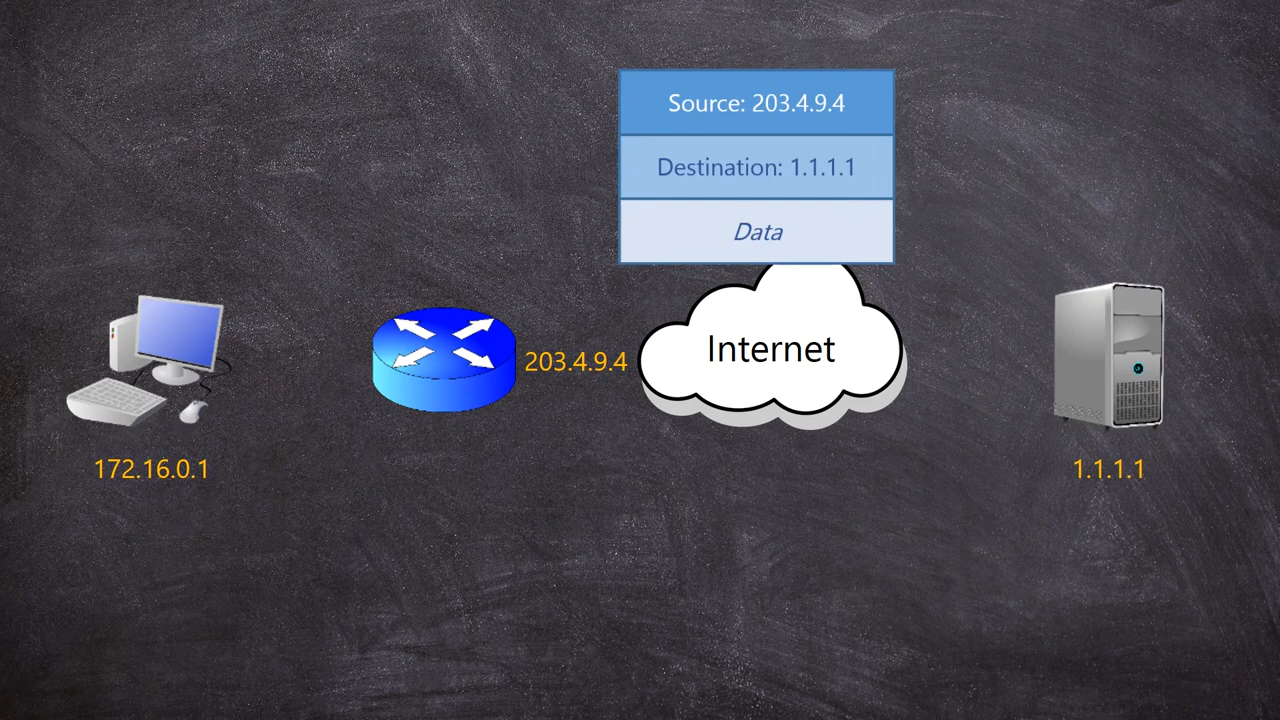 Source: 203.4.9.4
Destination: 1.1.1.1
Data
Internet
203.4.9.4
172.16.0.1
1.1.1.1